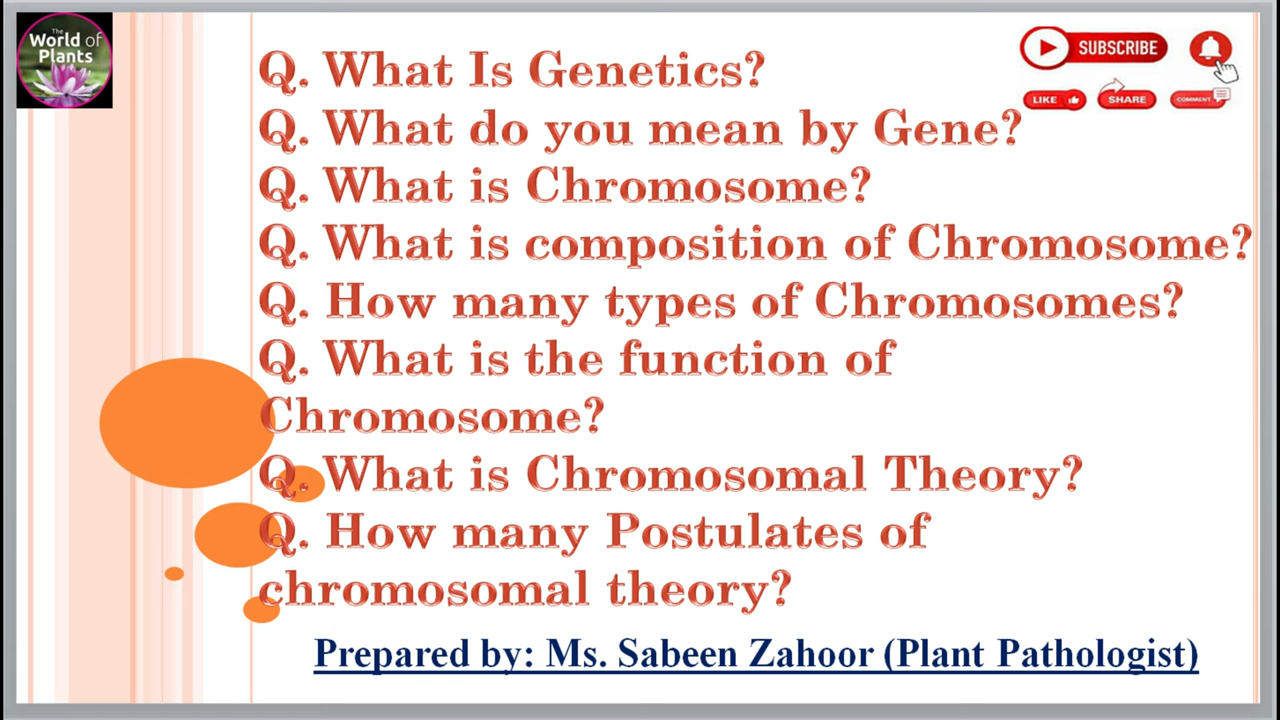 The
World of
Plants
SUBSCRIBE
LIKE
SHARE
COMMENT
Q. What Is Genetics?
Q. What do you mean by Gene?
Q. What is Chromosome?
Q. What is composition of Chromosome?
Q. How many types of Chromosomes?
Q. What is the function of
Chromosome?
Q. What is Chromosomal Theory?
Q. How many Postulates of
chromosomal theory?
Prepared by: Ms. Sabeen Zahoor (Plant Pathologist)